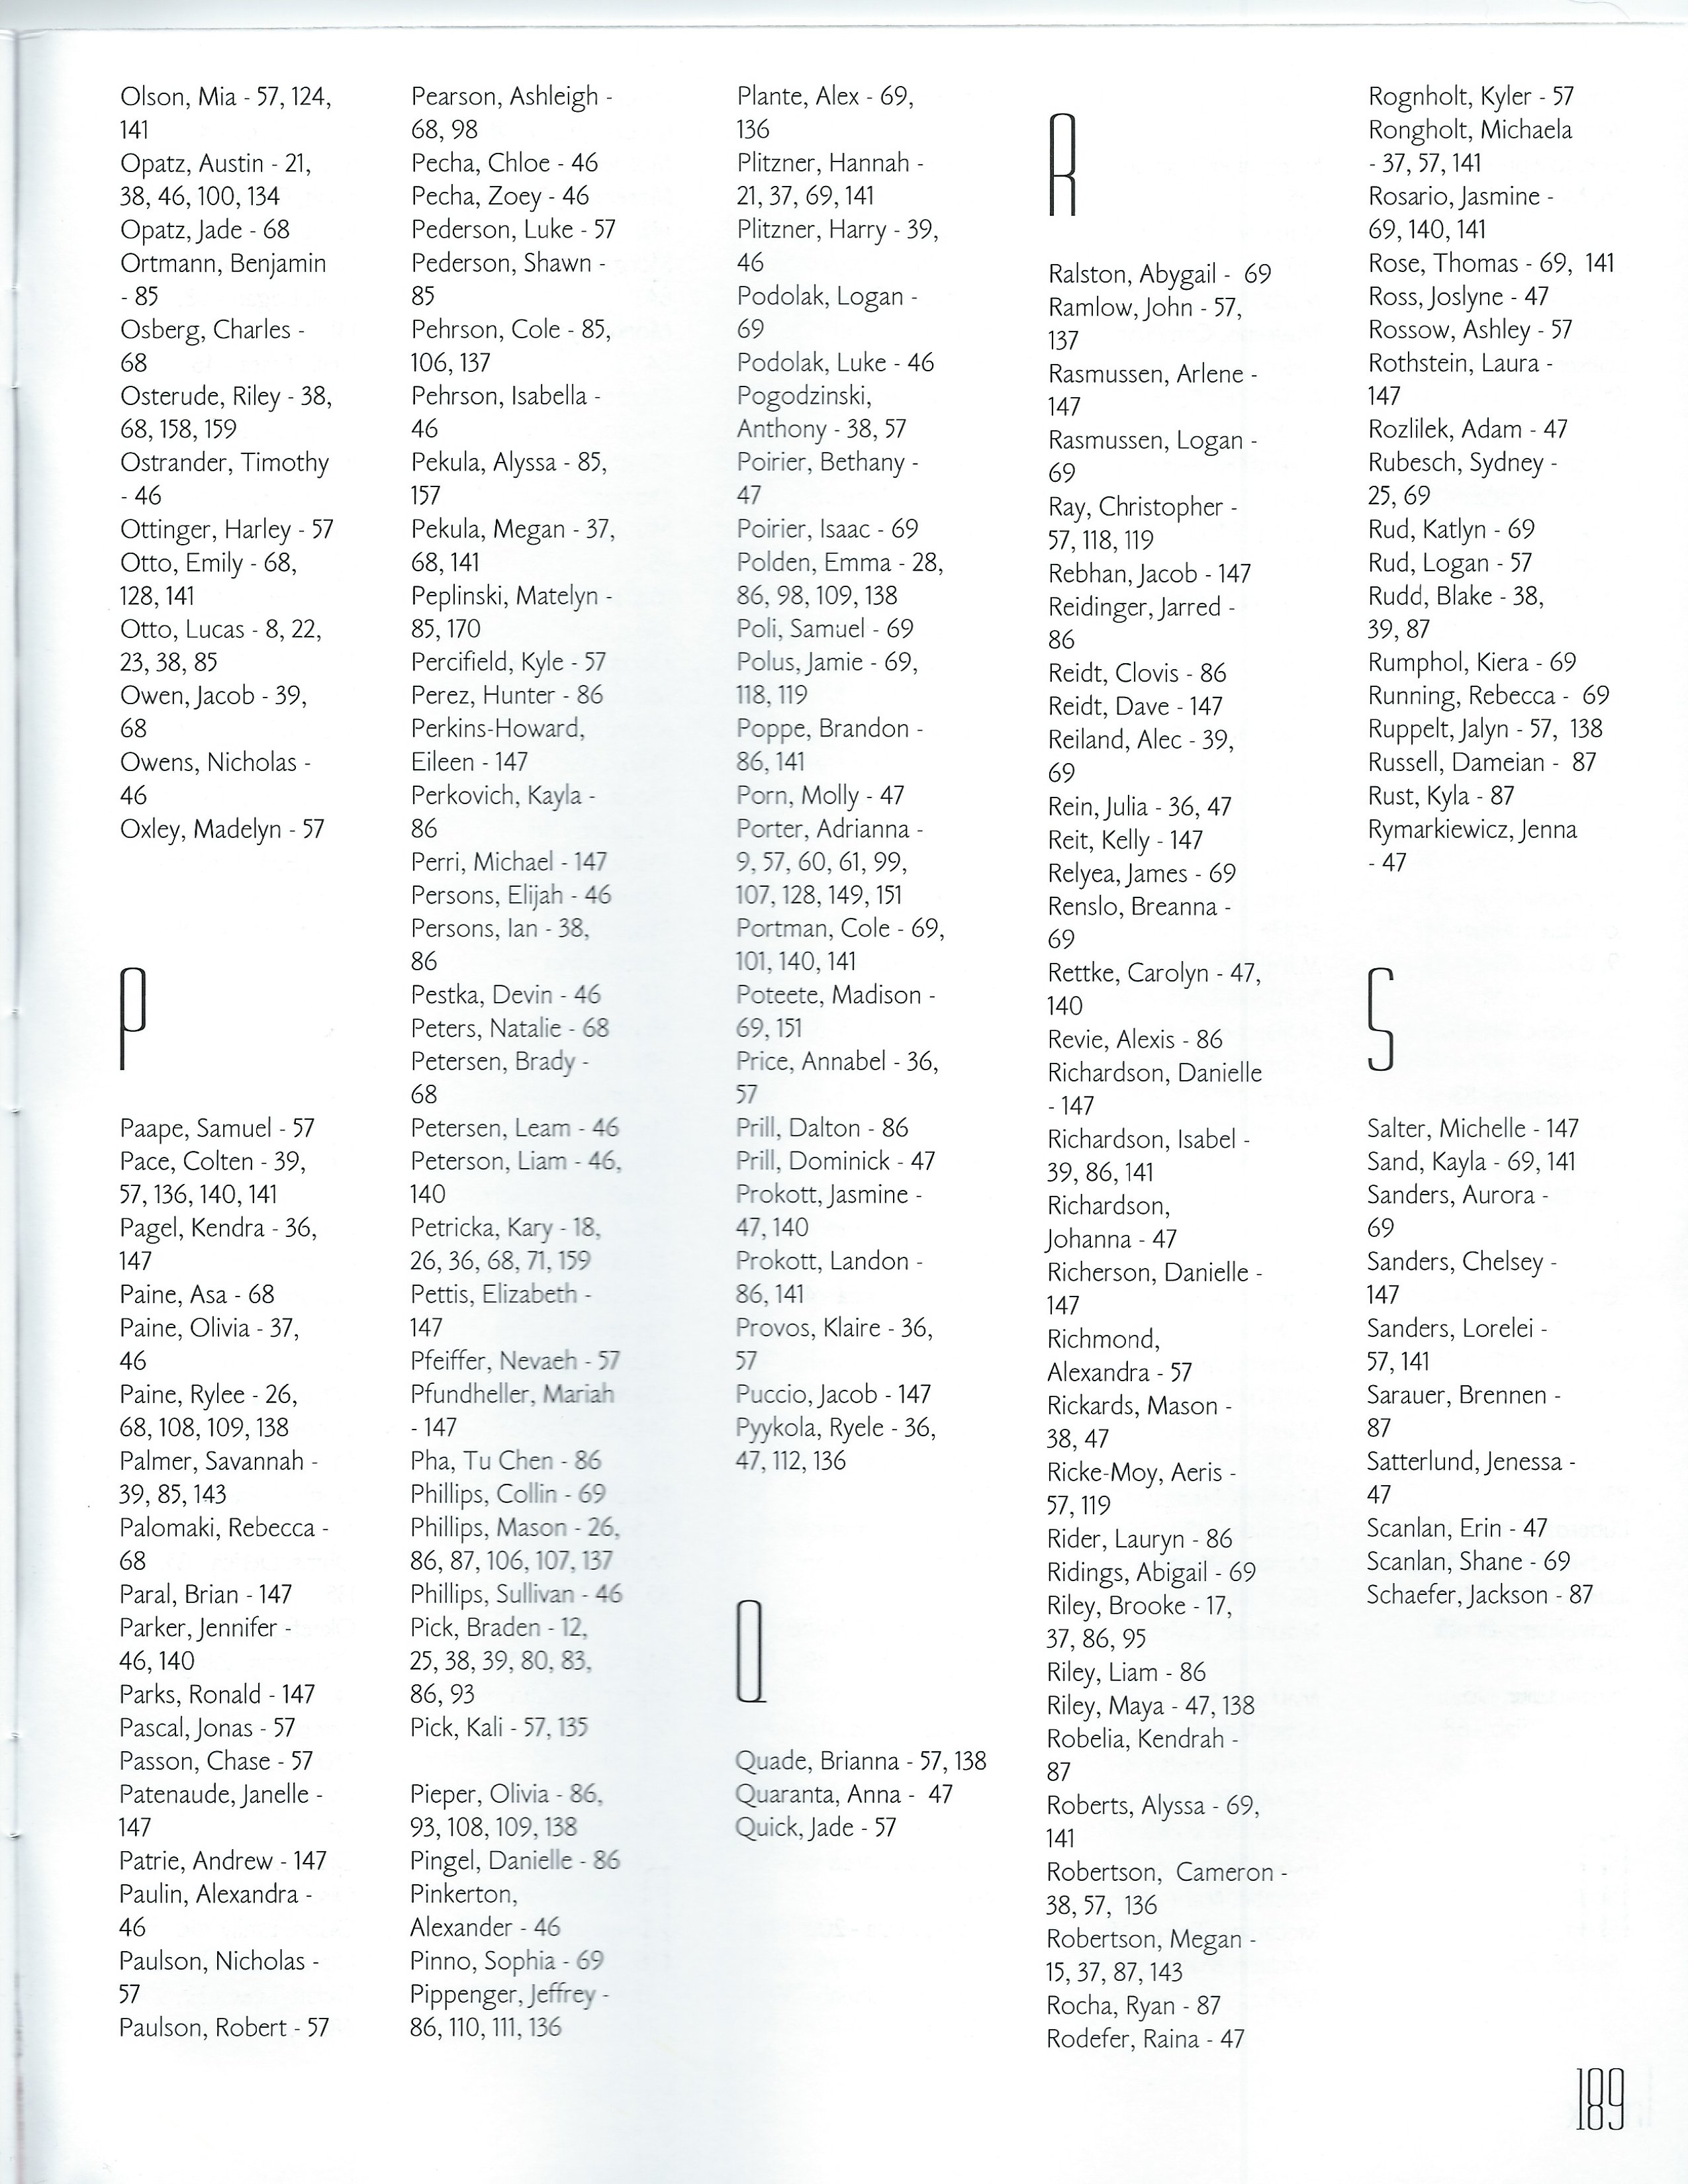 Olson, Mia - 57, 124,
141
Opatz, Austin - 21,
38, 46, 100, 134
Opatz, Jade - 68
Ortmann, Benjamin
- 85
Osberg, Charles -
68
Osterude, Riley - 38,
68, 158, 159
Ostrander, Timothy
- 46
Ottinger, Harley - 57
Otto, Emily - 68,
128, 141
Otto, Lucas - 8, 22,
23, 38, 85
Owen, Jacob - 39,
68
Owens, Nicholas -
46
Oxley, Madelyn - 57
P
Paape, Samuel - 57
Pace, Colten - 39,
57, 136, 140, 141
Pagel, Kendra - 36,
147
Paine, Asa - 68
Paine, Olivia - 37,
46
Paine, Rylee - 26,
68, 108, 109, 138
Palmer, Savannah -
39, 85, 143
Palomaki, Rebecca -
68
Paral, Brian - 147
Parker, Jennifer -
46, 140
Parks, Ronald - 147
Pascal, Jonas - 57
Passon, Chase - 57
Patenaude, Janelle -
147
Patrie, Andrew - 147
Paulin, Alexandra -
46
Paulson, Nicholas -
57
Paulson, Robert - 57
Pearson, Ashleigh -
68, 98
Pecha, Chloe - 46
Pecha, Zoey - 46
Pederson, Luke - 57
Pederson, Shawn -
85
Pehrson, Cole - 85,
106, 137
Pehrson, Isabella -
46
Pekula, Alyssa - 85,
157
Pekula, Megan - 37,
68, 141
Peplinski, Matelyn -
85, 170
Percifield, Kyle - 57
Perez, Hunter - 86
Perkins-Howard,
Eileen - 147
Perkovich, Kayla -
86
Perri, Michael - 147
Persons, Elijah - 46
Persons, Ian - 38,
86
Pestka, Devin - 46
Peters, Natalie - 68
Petersen, Brady -
68
Petersen, Leam - 46
Peterson, Liam - 46,
140
Petricka, Kary - 18,
26, 36, 68, 71, 159
Pettis, Elizabeth -
147
Pfeiffer, Nevaeh - 57
Pfundheller, Mariah
- 147
Pha, Tu Chen - 86
Phillips, Collin - 69
Phillips, Mason - 26,
86, 87, 106, 107, 137
Phillips, Sullivan - 46
Pick, Braden - 12,
25, 38, 39, 80, 83,
86, 93
Pick, Kali - 57, 135
Pieper, Olivia - 86,
93, 108, 109, 138
Pingel, Danielle - 86
Pinkerton,
Alexander - 46
Pinno, Sophia - 69
Pippenger, Jeffrey -
86, 110, 111, 136
Plante, Alex - 69,
136
Plitzner, Hannah -
21, 37, 69, 141
Plitzner, Harry - 39,
46
Podolak, Logan -
69
Podolak, Luke - 46
Pogodzinski,
Anthony - 38, 57
Poirier, Bethany -
47
Poirier, Isaac - 69
Polden, Emma - 28,
86, 98, 109, 138
Poli, Samuel - 69
Polus, Jamie - 69,
118, 119
Poppe, Brandon -
86, 141
Porn, Molly - 47
Porter, Adrianna -
9, 57, 60, 61, 99,
107, 128, 149, 151
Portman, Cole - 69,
101, 140, 141
Poteete, Madison -
69, 151
Price, Annabel - 36,
57
Prill, Dalton - 86
Prill, Dominick - 47
Prokott, Jasmine -
47, 140
Prokott, Landon -
86, 141
Provos, Klaire - 36,
57
Puccio, Jacob - 147
Pyykola, Ryele - 36,
47, 112, 136
Q
Quade, Brianna - 57, 138
Quaranta, Anna - 47
Quick, Jade - 57
R
Ralston, Abygail - 69
Ramlow, John - 57,
137
Rasmussen, Arlene -
147
Rasmussen, Logan -
69
Ray, Christopher -
57, 118, 119
Rebhan, Jacob - 147
Reidinger, Jarred -
86
Reidt, Clovis - 86
Reidt, Dave - 147
Reiland, Alec - 39,
69
Rein, Julia - 36, 47
Reit, Kelly - 147
Relyea, James - 69
Renslo, Breanna -
69
Rettke, Carolyn - 47,
140
Revie, Alexis - 86
Richardson, Danielle
- 147
Richardson, Isabel -
39, 86, 141
Richardson,
Johanna - 47
Richerson, Danielle -
147
Richmond,
Alexandra - 57
Rickards, Mason -
38, 47
Ricke-Moy, Aeris -
57, 119
Rider, Lauryn - 86
Ridings, Abigail - 69
Riley, Brooke - 17,
37, 86, 95
Riley, Liam - 86
Riley, Maya - 47, 138
Robelia, Kendrah -
87
Roberts, Alyssa - 69,
141
Robertson, Cameron -
38, 57, 136
Robertson, Megan -
15, 37, 87, 143
Rocha, Ryan - 87
Rodefer, Raina - 47
Rognholt, Kyler - 57
Rongholt, Michaela
- 37, 57, 141
Rosario, Jasmine -
69, 140, 141
Rose, Thomas - 69, 141
Ross, Joslyne - 47
Rossow, Ashley - 57
Rothstein, Laura -
147
Rozlilek, Adam - 47
Rubesch, Sydney -
25, 69
Rud, Katlyn - 69
Rud, Logan - 57
Rudd, Blake - 38,
39, 87
Rumphol, Kiera - 69
Running, Rebecca - 69
Ruppelt, Jalyn - 57, 138
Russell, Dameian - 87
Rust, Kyla - 87
Rymarkiewicz, Jenna
- 47
S
Salter, Michelle - 147
Sand, Kayla - 69, 141
Sanders, Aurora -
69
Sanders, Chelsey -
147
Sanders, Lorelei -
57, 141
Sarauer, Brennen -
87
Satterlund, Jenessa -
47
Scanlan, Erin - 47
Scanlan, Shane - 69
Schaefer, Jackson - 87
189